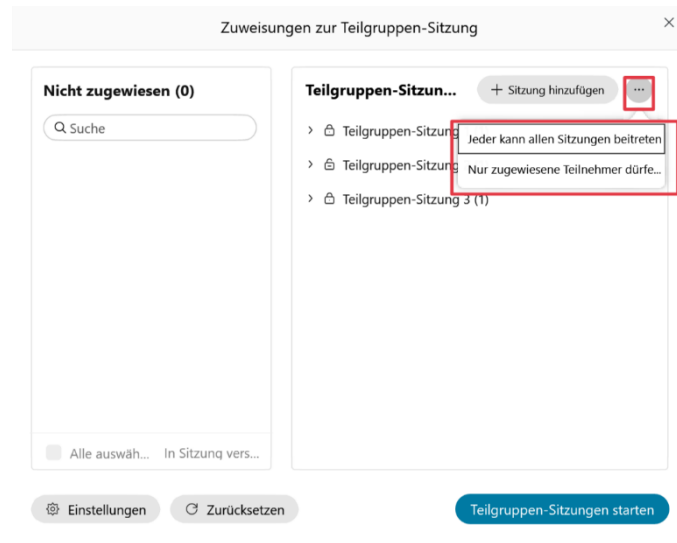 Zuweisungen zur Teilgruppen-Sitzung
Nicht zugewiesen (0)
Suche
Alle auswäh... In Sitzung vers...
Teilgruppen-Sitzun... + Sitzung hinzufügen ...
Teilgruppen-Sitzung
Jeder kann allen Sitzungen beitreten
Teilgruppen-Sitzung
Nur zugewiesene Teilnehmer dürfe...
Teilgruppen-Sitzung 3 (1)
Einstellungen Zurücksetzen Teilgruppen-Sitzungen starten